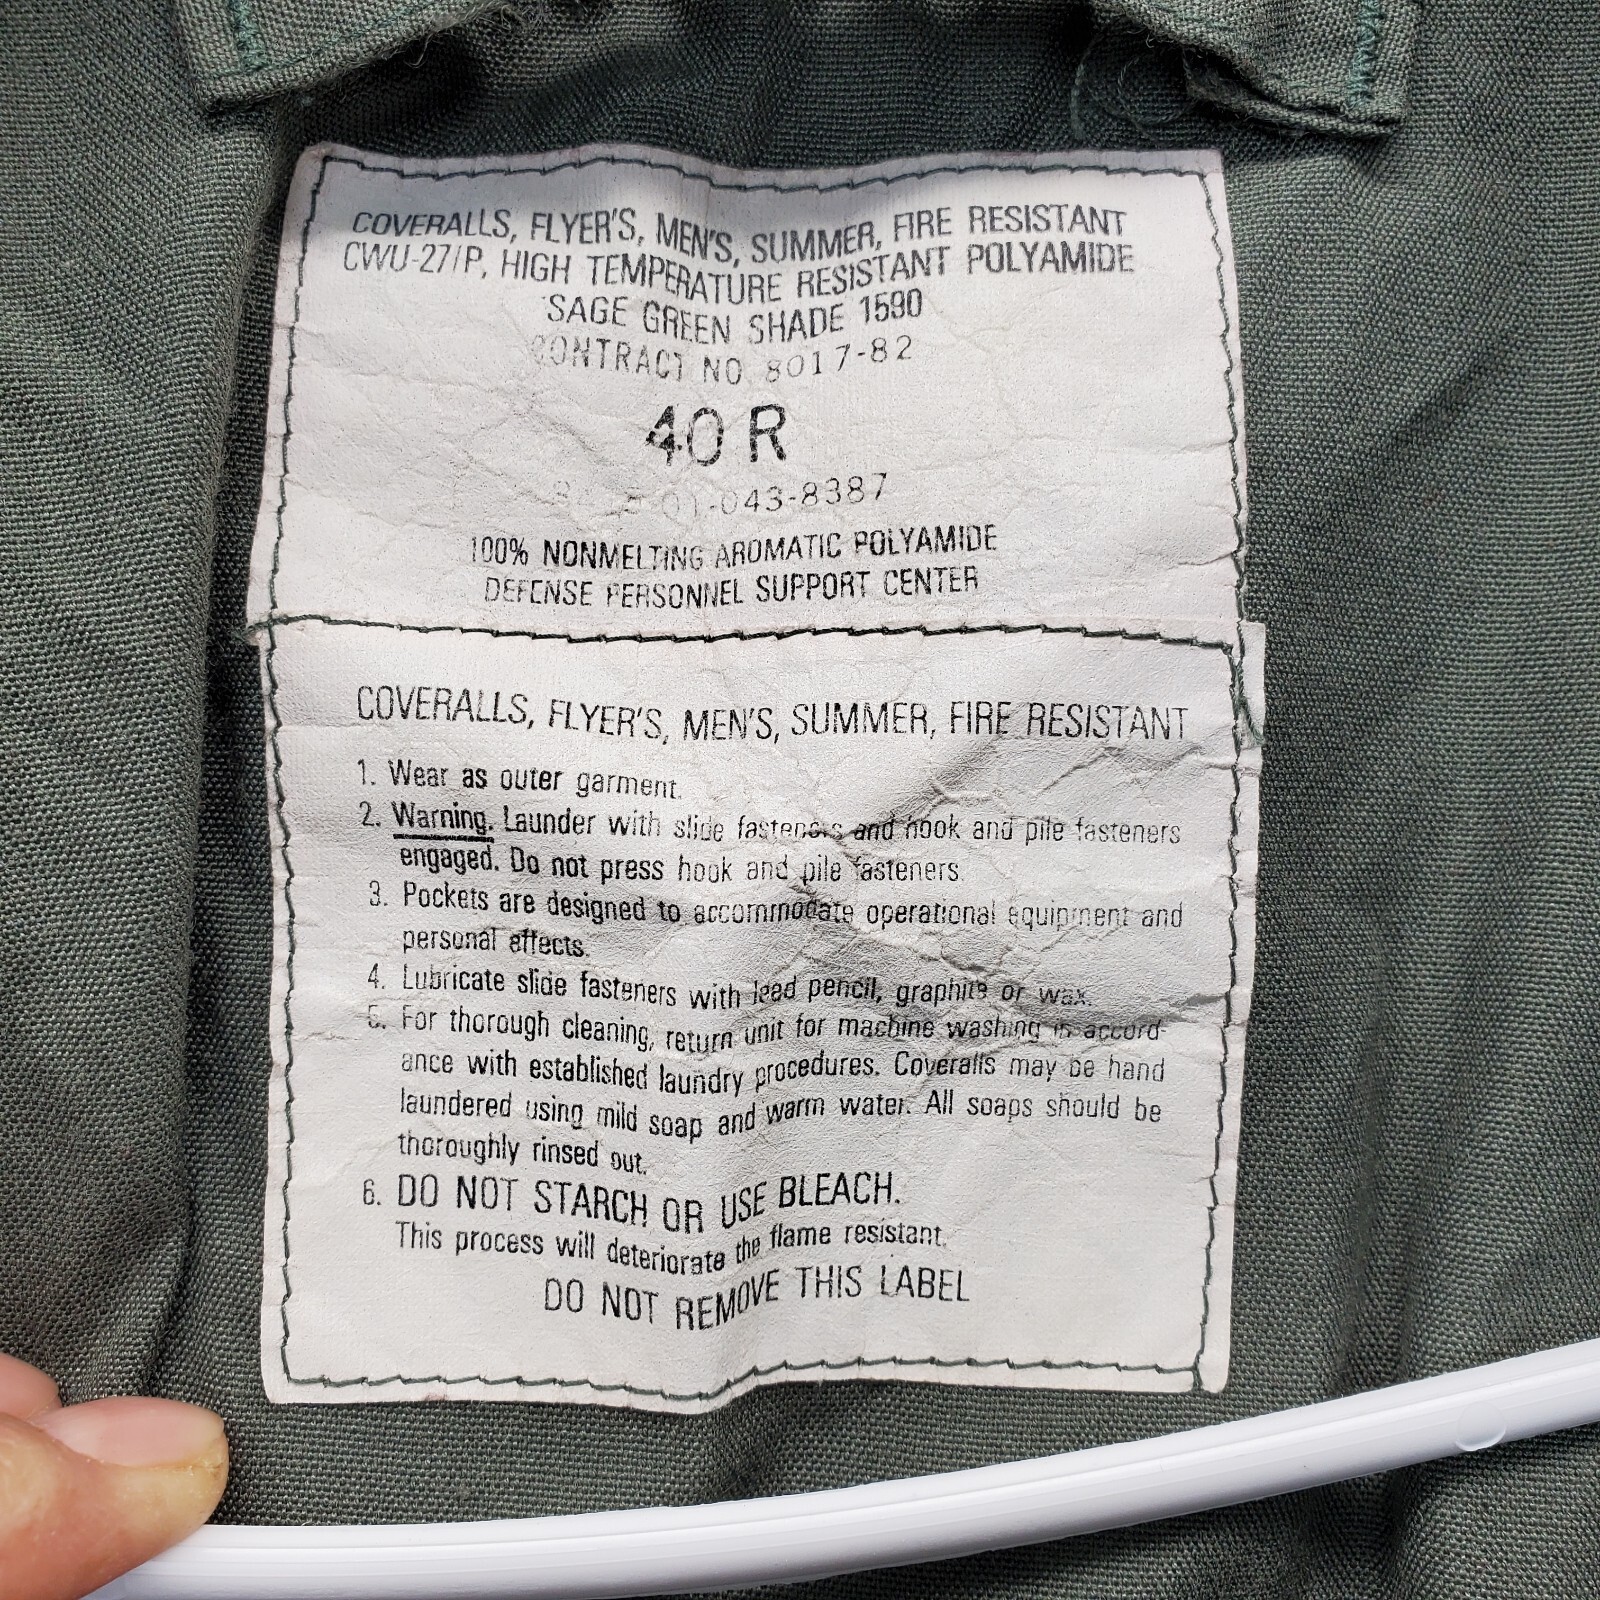 COVERALLS, FLYER'S, MEN'S, SUMMER, FIRE RESISTANT
CWU-27/P, HIGH TEMPERATURE RESISTANT POLYAMIDE
SAGE GREEN SHADE 1590
CONTRACT NO. 8017-82
40 R
01-043-8387
100% NONMELTING AROMATIC POLYAMIDE
DEFENSE PERSONNEL SUPPORT CENTER
COVERALLS, FLYER'S, MEN'S, SUMMER, FIRE RESISTANT
1. Wear as outer garment.
2. Warning. Launder with slide fasteners and hook and pile fasteners
engaged. Do not press hook and pile fasteners.
3. Pockets are designed to accommodate operational equipment and
personal affects.
4. Lubricate slide fasteners with lead pencil, graphite or wax.
5. For thorough cleaning, return unit for machine washing in accord-
ance with established laundry procedures. Coveralls may be hand
laundered using mild soap and warm water. All soaps should be
thoroughly rinsed out.
6. DO NOT STARCH OR USE BLEACH.
This process will deteriorate the flame resistant.
DO NOT REMOVE THIS LABEL